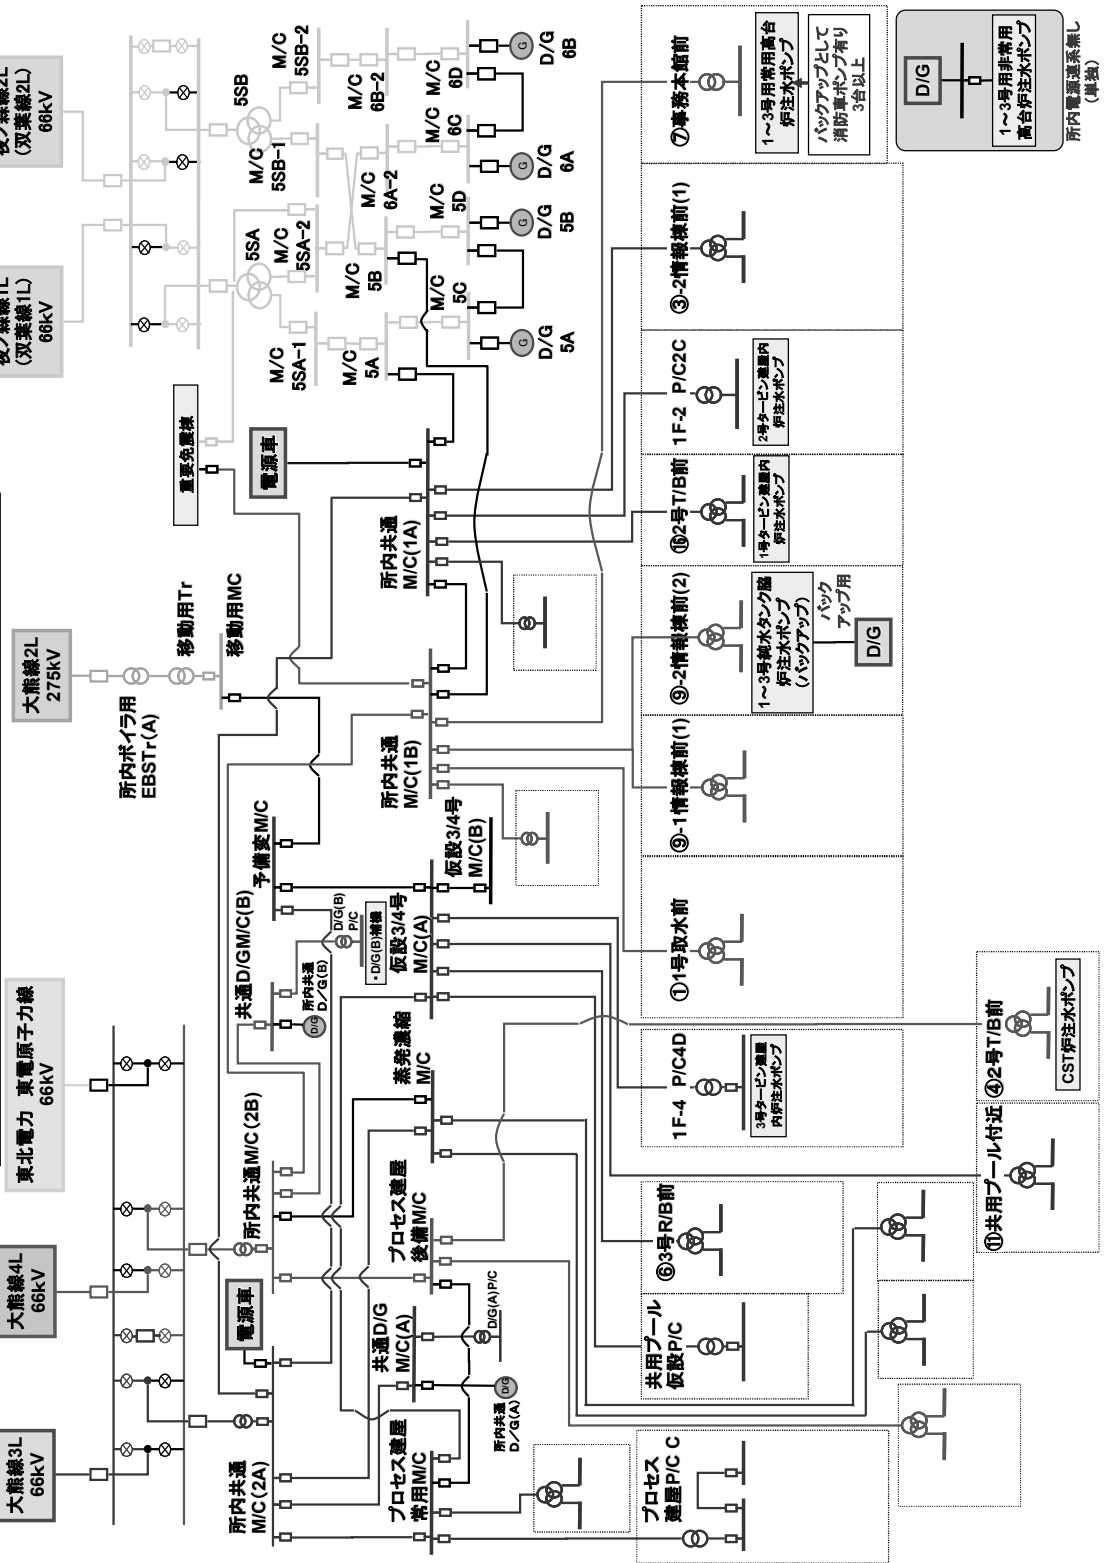 大熊線3L
66kV
大熊線4L
66kV
東北電力 東電原子力線
66kV
大熊線2L
275kV
(双葉線1L)
66kV
(双葉線2L)
66kV
所内ボイラ用
EBSTr(A)
移動用Tr
移動用MC
重要免震棟
電源車
5SA
5SB
M/C
5SA-1
M/C
5SA-2
M/C
5SB-1
M/C
5SB-2
M/C
5A
M/C
5B
M/C
6A-2
M/C
6B-2
M/C
5C
M/C
5D
M/C
6C
M/C
6D
G
D/G
5A
G
D/G
5B
G
D/G
6A
G
D/G
6B
所内共通
M/C(2A)
電源車
所内共通M/C(2B)
共通D/GM/C(B)
予備変M/C
所内共通
M/C(1B)
所内共通
M/C(1A)
D/G
所内共通
D/G(B)
D/G(B)
P/C
・D/G(B)補機
仮設3/4号
M/C(A)
仮設3/4号
M/C(B)
蒸発濃縮
M/C
プロセス建屋
後備M/C
共通D/G
M/C(A)
D/G(A)P/C
D/G
所内共通
D/G(A)
プロセス建屋
常用M/C
プロセス
建屋P/C C
共用プール
仮設P/C
⑥3号R/B前
1F-4 P/C4D
3号タービン建屋
内炉注水ポンプ
⑪共用プール付近
④2号T/B前
CST炉注水ポンプ
①1号取水前
⑨-1情報棟前(1)
⑨-2情報棟前(2)
1~3号純水タンク脇
炉注水ポンプ
(バックアップ)
バック
アップ用
D/G
⑯2号T/B前
1号タービン建屋内
炉注水ポンプ
1F-2 P/C2C
2号タービン建屋内
炉注水ポンプ
③-2情報棟前(1)
⑦事務本館前
1~3号用常用高台
炉注水ポンプ
バックアップとして
消防車ポンプ有り
3台以上
D/G
1~3号用非常用
高台炉注水ポンプ
所内電源連系無し
(単独)